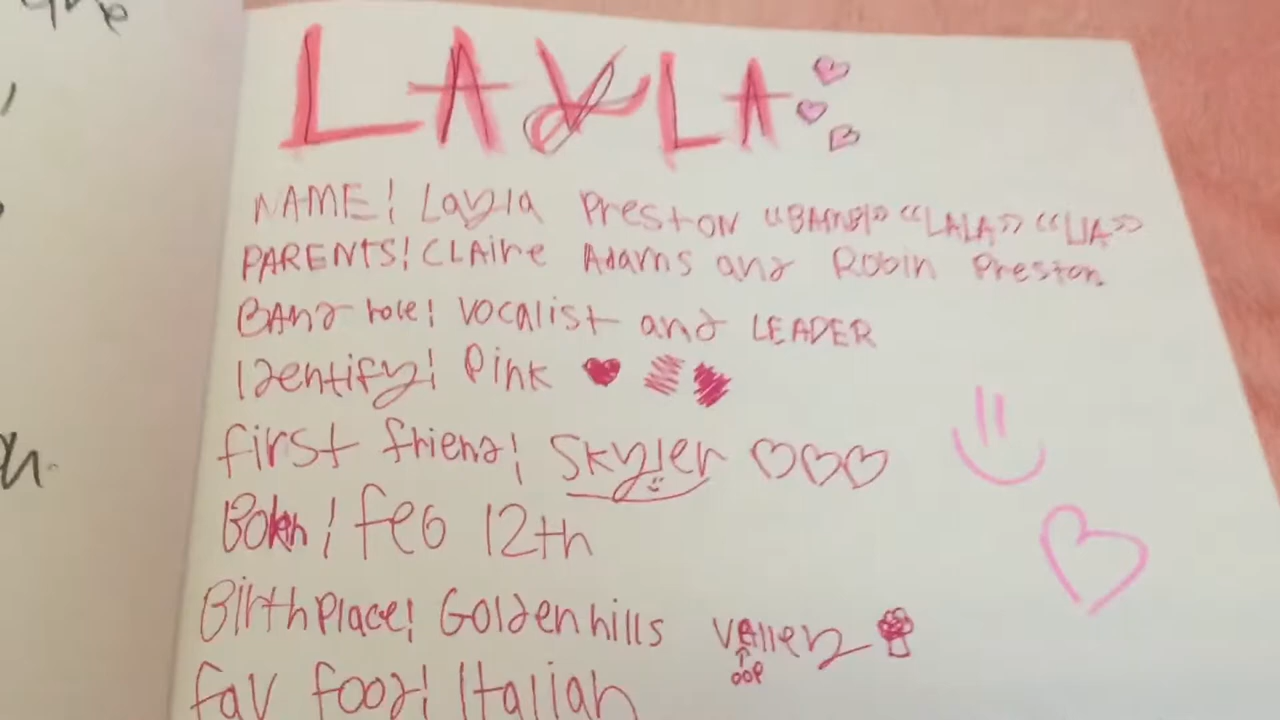 LAYLA
NAME! Layla Preston "BAMBI" "LALA" "LIA"
PARENTS! CLAire Adams and Robin Preston
BAnd role! vocalist and LEADER
Identify! Pink
first friend! Skyler
Born! feb 12th
BirthPlace! Goldenhills vAlley
oop
fav food! Italian